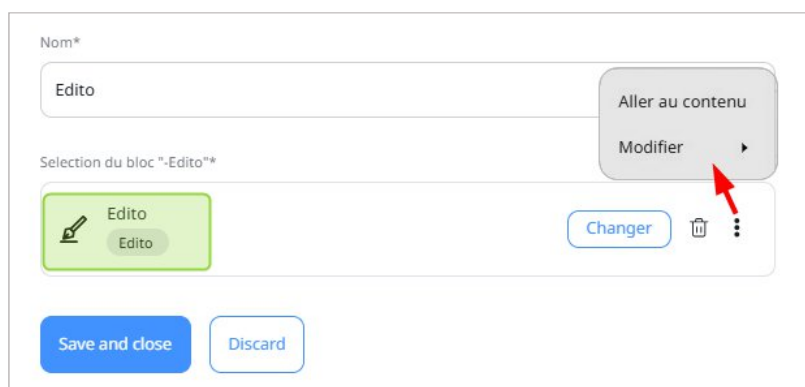 Nom*
Edito
Aller au contenu
Modifier
Selection du bloc "-Edito"*
Edito
Edito
Changer
Save and close
Discard